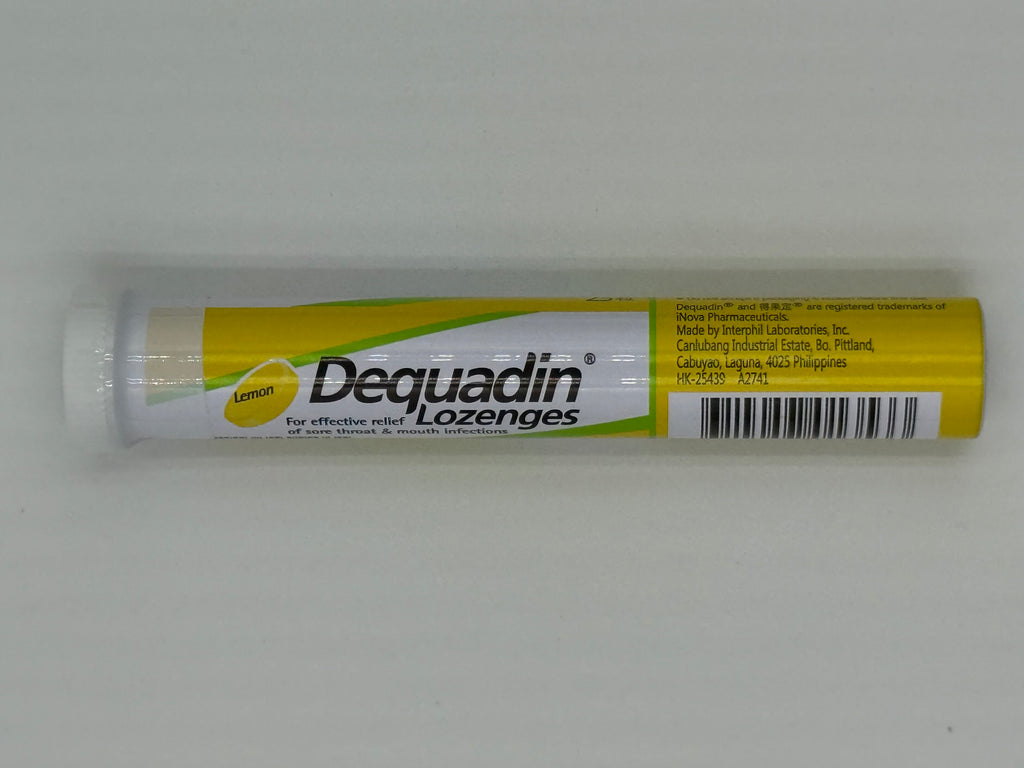 Lemon
Dequadin®
Lozenges
For effective relief
of sore throat & mouth infections
Dequadin® and 得果定® are registered trademarks of
iNova Pharmaceuticals.
Made by Interphil Laboratories, Inc.
Canlubang Industrial Estate, Bo. Pittland,
Cabuyao, Laguna, 4025 Philippines
HK-25439 A2741